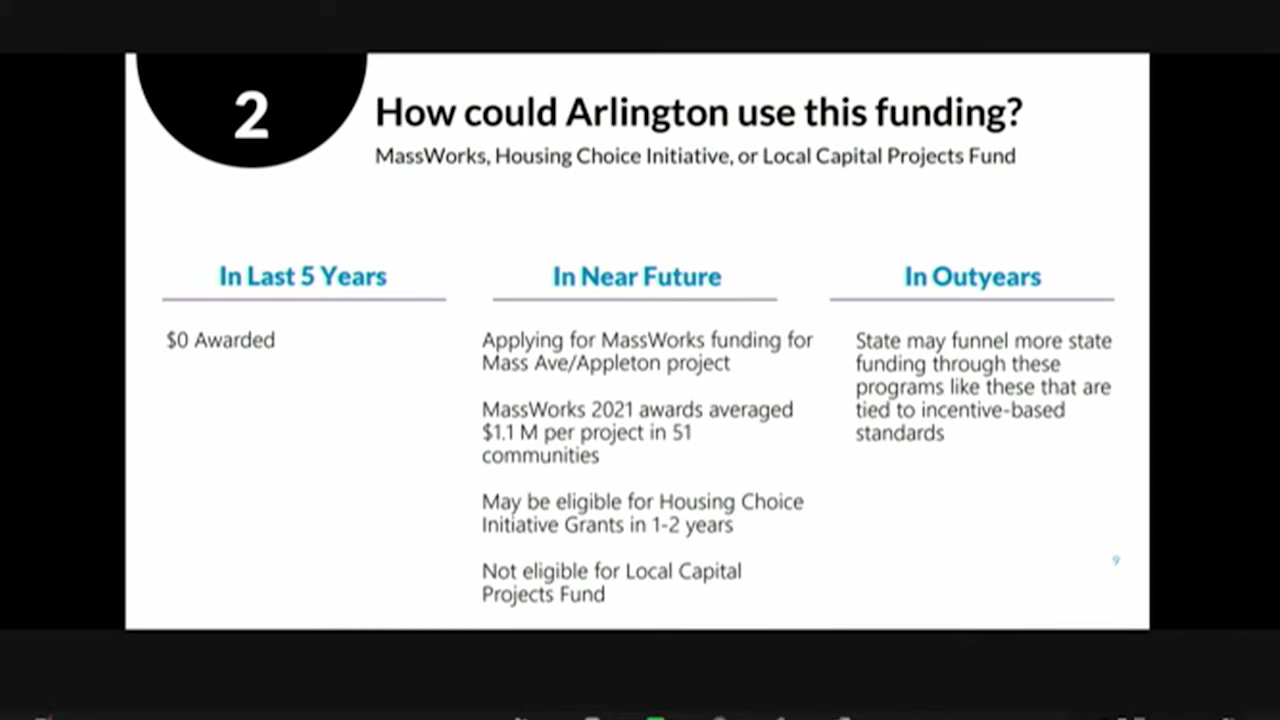 2
How could Arlington use this funding?
MassWorks, Housing Choice Initiative, or Local Capital Projects Fund
In Last 5 Years
$0 Awarded
In Near Future
Applying for MassWorks funding for
Mass Ave/Appleton project
MassWorks 2021 awards averaged
$1.1 M per project in 51
communities
May be eligible for Housing Choice
Initiative Grants in 1-2 years
Not eligible for Local Capital
Projects Fund
In Outyears
State may funnel more state
funding through these
programs like these that are
tied to incentive-based
standards
9